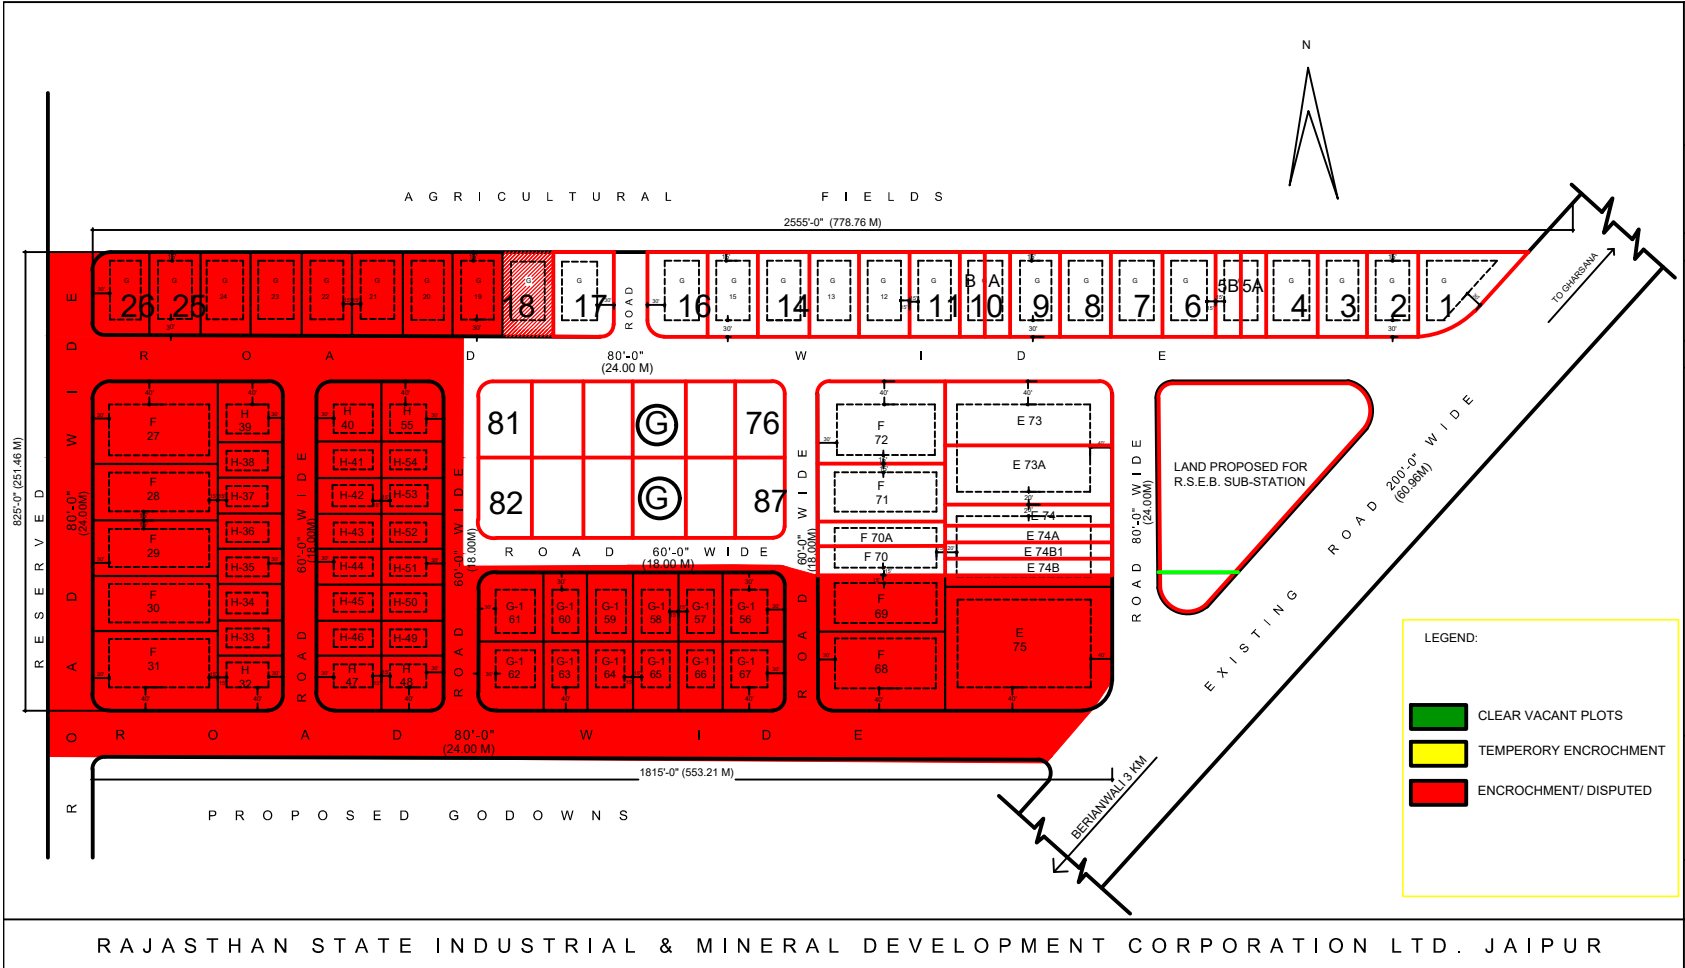 N
AGRICULTURAL FIELDS
2555'-0" (778.76 M)
TO GHARSANA
G 26
G 25
G 24
G 23
G 22
G 21
G 20
G 19
G 18
G 17
ROAD
G 16
G 15
G 14
G 13
G 12
G 11
B G A 10
G 9
G 8
G 7
G 6
5B 5A
G 4
G 3
G 2
G 1
ROAD 80'-0" WIDE
(24.00 M)
825'-0" (251.46 M)
RESERVED
ROAD 80'-0" WIDE
(24.00M)
F 27
F 28
F 29
F 30
F 31
H 39
H-38
H-37
H-36
H-35
H-34
H-33
H 32
ROAD 60'-0" WIDE
(18.00M)
H 40
H-41
H-42
H-43
H-44
H-45
H-46
H 47
H 55
H-54
H-53
H-52
H-51
H-50
H-49
H 48
ROAD 60'-0" WIDE
(18.00M)
81 G 76
82 G 87
ROAD 60'-0" WIDE
(18.00 M)
G-1 61
G-1 60
G-1 59
G-1 58
G-1 57
G-1 56
G-1 62
G-1 63
G-1 64
G-1 65
G-1 66
G-1 67
ROAD 60'-0" WIDE
(18.00M)
F 72
F 71
F 70A
F 70
F 69
F 68
E 73
E 73A
E 74
E 74A
E 74B1
E 74B
E 75
ROAD 80'-0" WIDE
(24.00M)
LAND PROPOSED FOR
R.S.E.B. SUB-STATION
EXISTING ROAD 200'-0" WIDE
(60.96M)
ROAD 80'-0" WIDE
(24.00 M)
1815'-0" (553.21 M)
BERIANWALI 3 KM
PROPOSED GODOWNS
LEGEND:
CLEAR VACANT PLOTS
TEMPERORY ENCROCHMENT
ENCROCHMENT/ DISPUTED
RAJASTHAN STATE INDUSTRIAL & MINERAL DEVELOPMENT CORPORATION LTD. JAIPUR